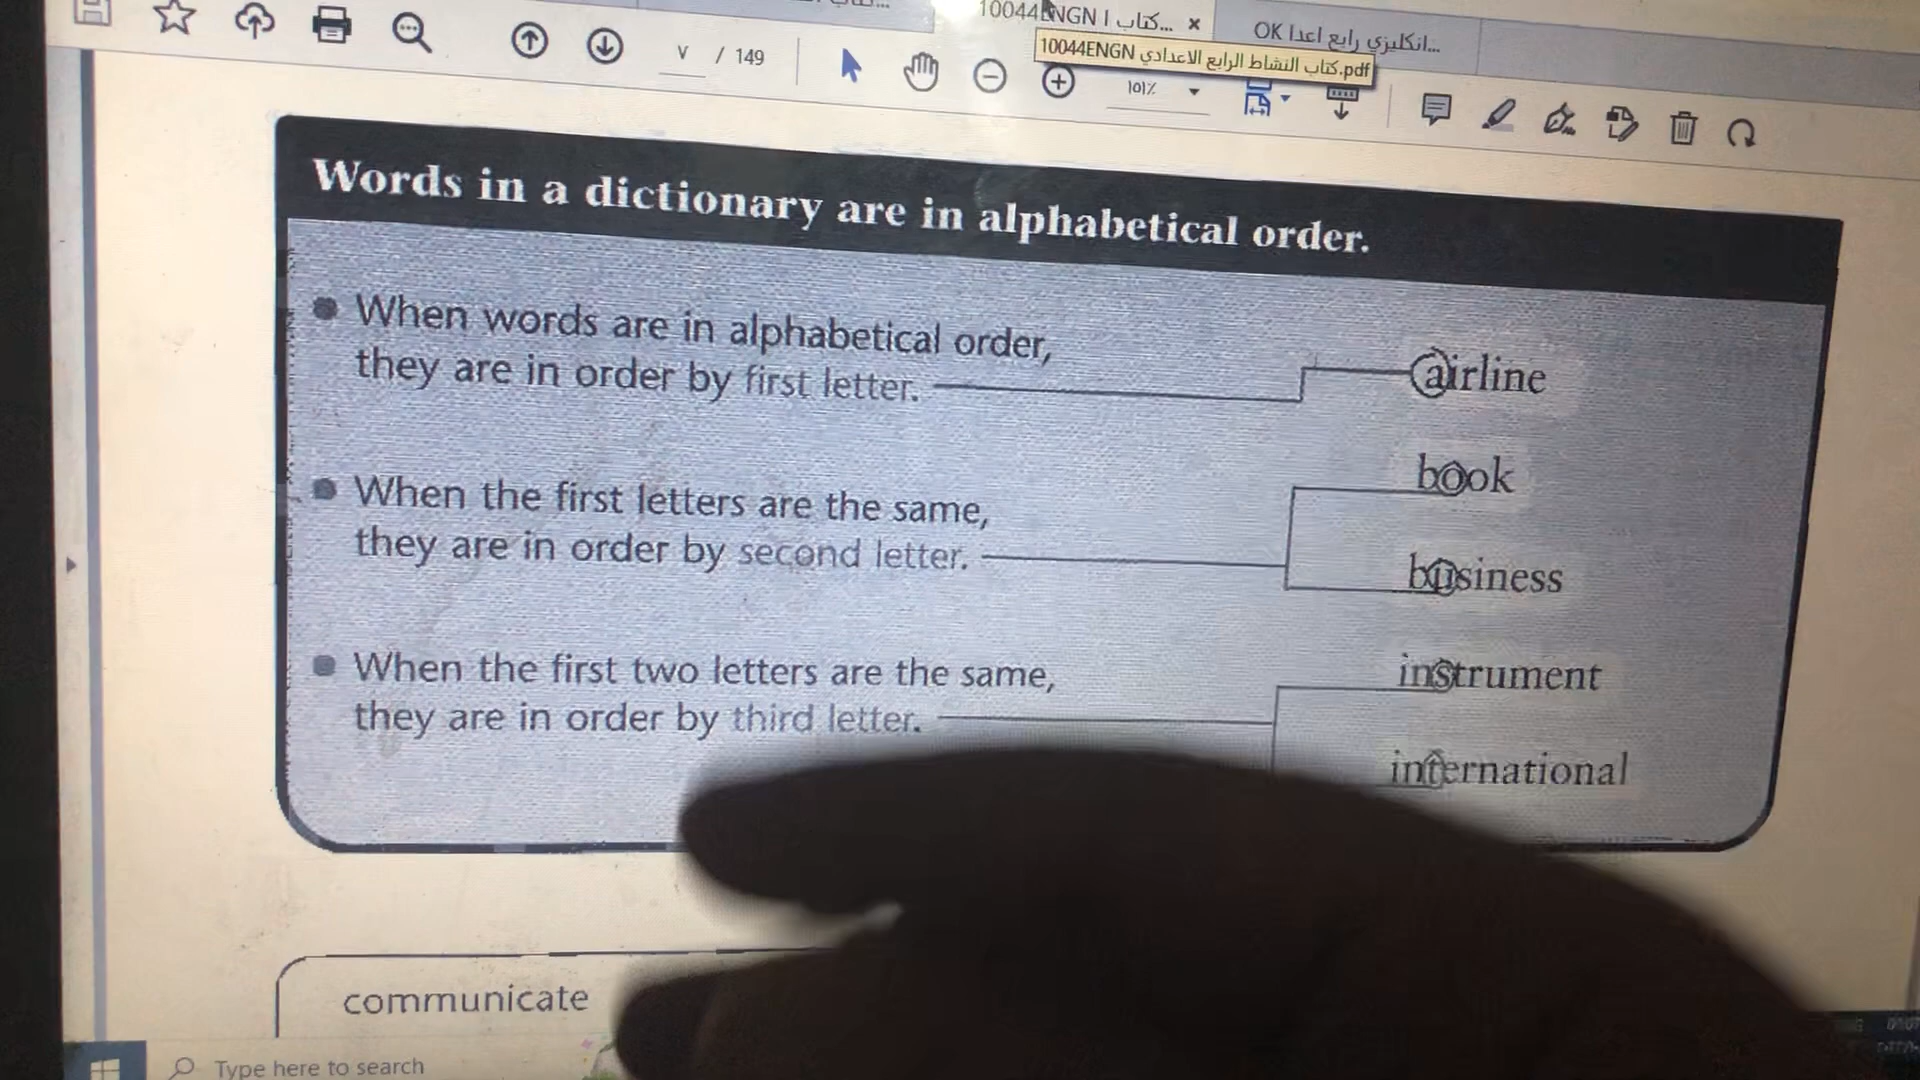 10044ENGN كتاب ا...
OK انكليزي رابع اعدا...
10044ENGN كتاب النشاط الرابع الاعدادي.pdf
٧ / 149
١٥١٪
Words in a dictionary are in alphabetical order.
When words are in alphabetical order,
they are in order by first letter.
airline
When the first letters are the same,
they are in order by second letter.
book
business
When the first two letters are the same,
they are in order by third letter.
instrument
international
communicate
Type here to search